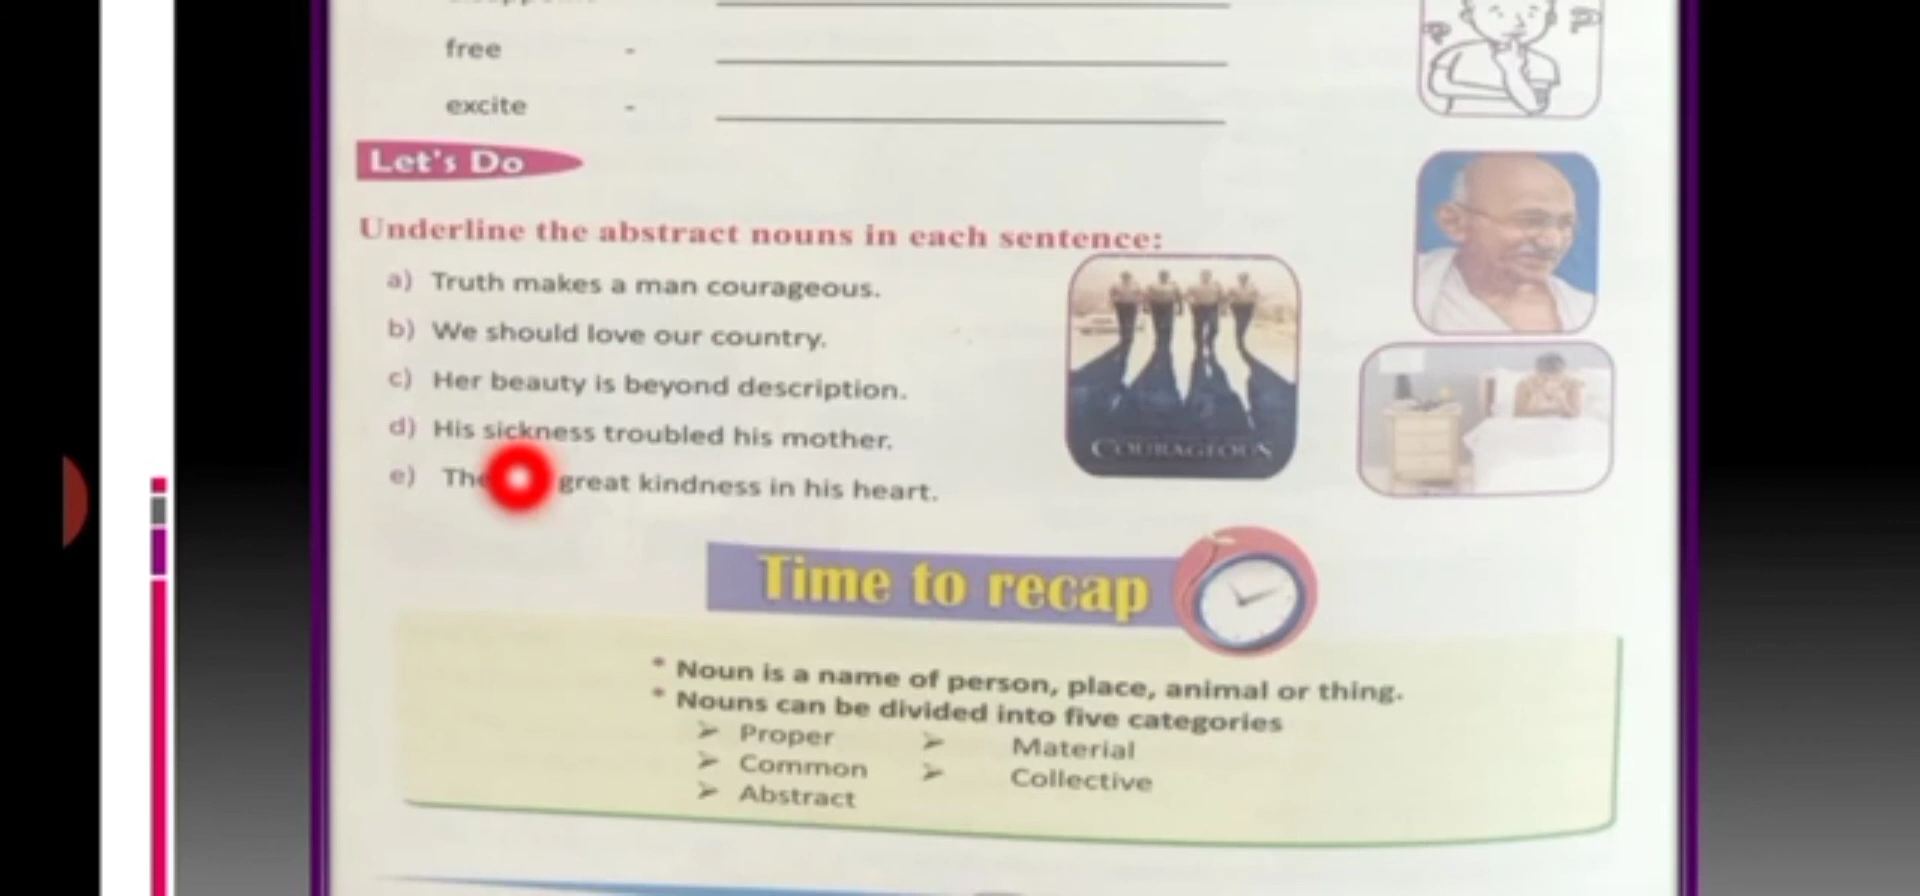 free -
excite -
Let's Do
Underline the abstract nouns in each sentence:
a) Truth makes a man courageous.
b) We should love our country.
c) Her beauty is beyond description.
d) His sickness troubled his mother.
e) great kindness in his heart.
COURAGEOUS
Time to recap
* Noun is a name of person, place, animal or thing.
* Nouns can be divided into five categories
➤ Proper ➤ Material
➤ Common ➤ Collective
➤ Abstract